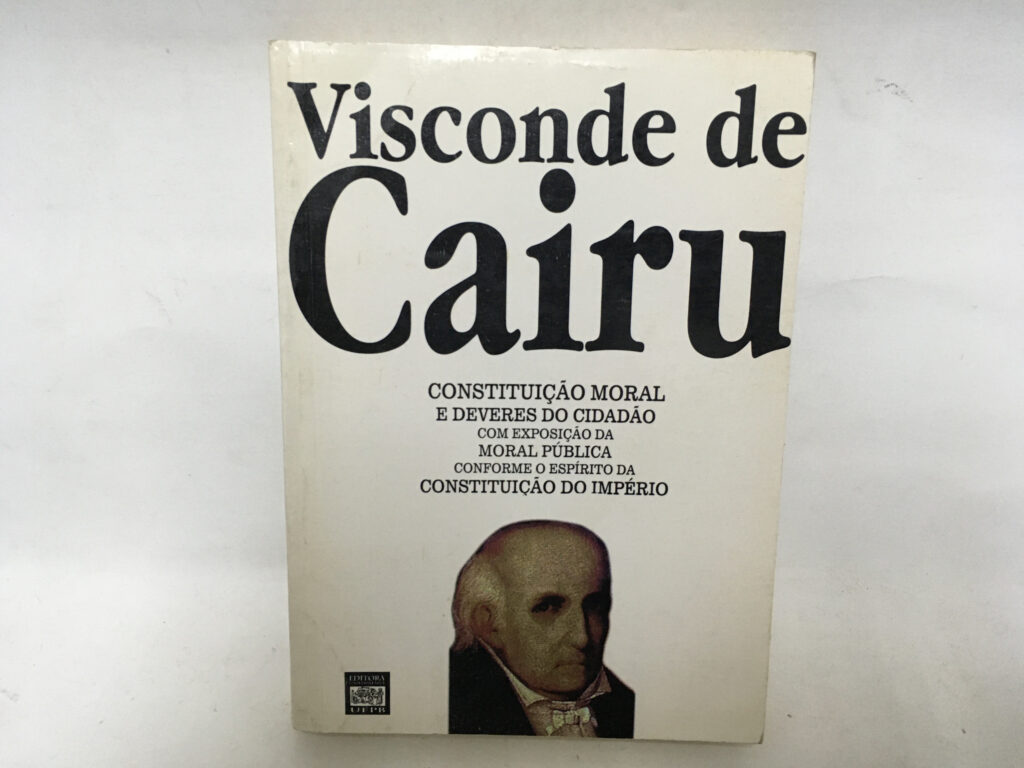 Visconde de
Cairu
CONSTITUIÇÃO MORAL
E DEVERES DO CIDADÃO
COM EXPOSIÇÃO DA
MORAL PÚBLICA
CONFORME O ESPÍRITO DA
CONSTITUIÇÃO DO IMPÉRIO
EDITORA